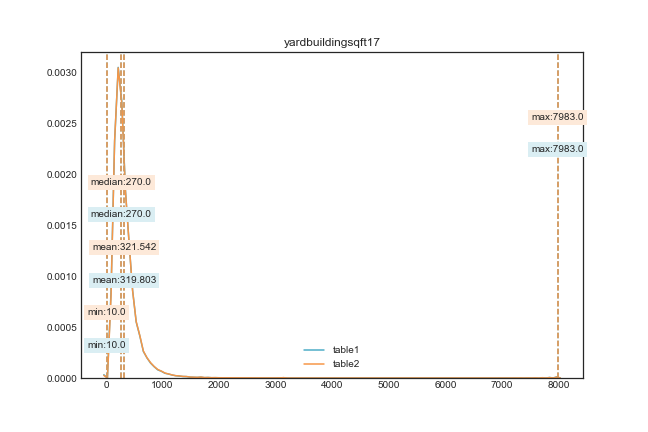 yardbuildingsqft17
0.0030
0.0025
0.0020
0.0015
0.0010
0.0005
0.0000
max:7983.0
max:7983.0
median:270.0
median:270.0
mean:321.542
mean:319.803
min:10.0
min:10.0
table1
table2
0 1000 2000 3000 4000 5000 6000 7000 8000